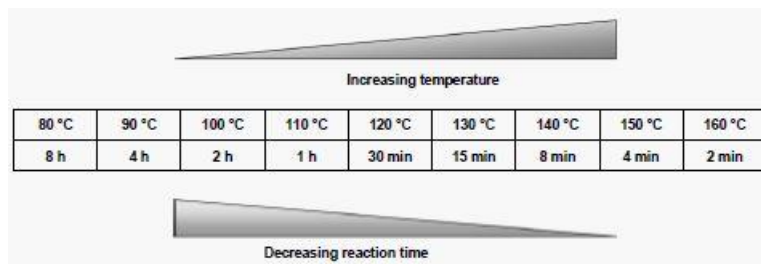 Increasing temperature
80 °C 90 °C 100 °C 110 °C 120 °C 130 °C 140 °C 150 °C 160 °C
8 h 4 h 2 h 1 h 30 min 15 min 8 min 4 min 2 min
Decreasing reaction time